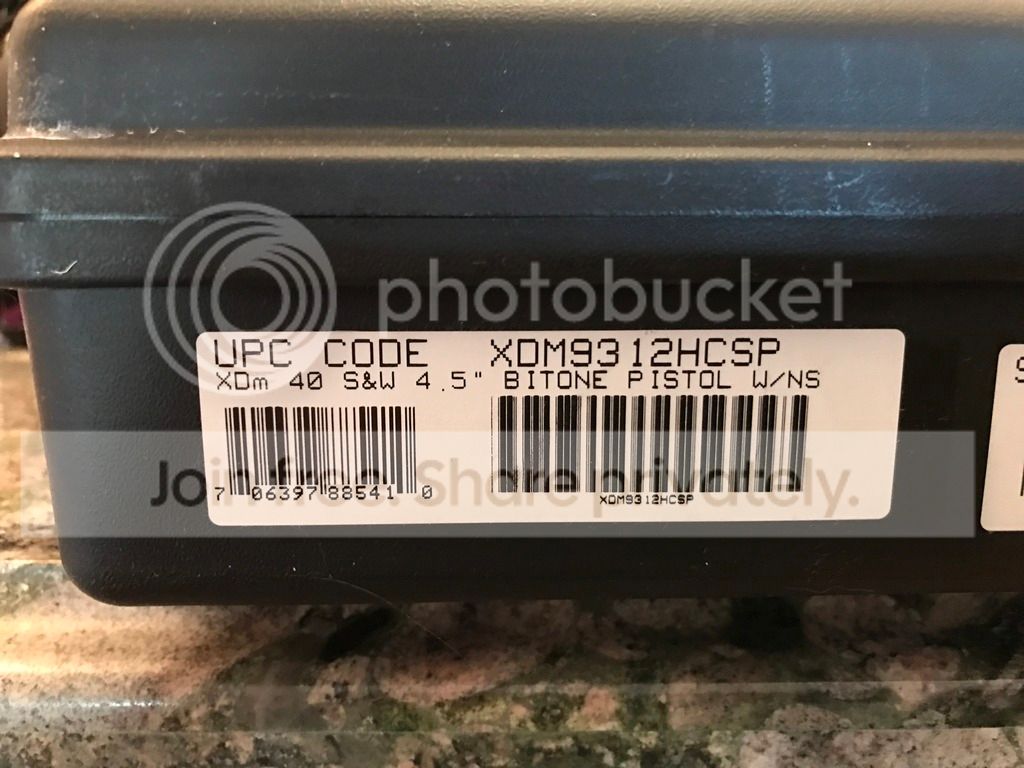 photobucket
UPC CODE XDM9312HCSP
XDm 40 S&W 4.5" BITONE PISTOL W/NS
Join free. Share privately.
7 06397 88541 0
XDM9312HCSP
S